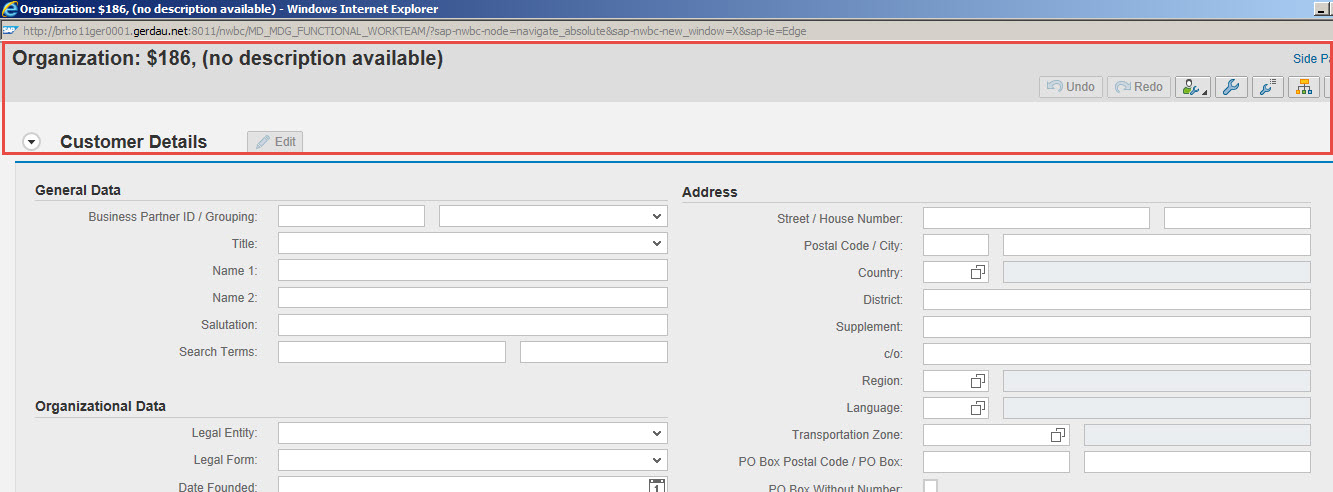 Organization: $186, (no description available) - Windows Internet Explorer
SAP http://brho11ger0001.gerdau.net:8011/nwbc/MD_MDG_FUNCTIONAL_WORKTEAM/?sap-nwbc-node=navigate_absolute&sap-nwbc-new_window=X&sap-ie=Edge
Organization: $186, (no description available)
Side Pa
Undo Redo
Customer Details Edit
General Data
Business Partner ID / Grouping:
Title:
Name 1:
Name 2:
Salutation:
Search Terms:
Organizational Data
Legal Entity:
Legal Form:
Date Founded:
1
Address
Street / House Number:
Postal Code / City:
Country:
District:
Supplement:
c/o:
Region:
Language:
Transportation Zone:
PO Box Postal Code / PO Box:
PO Box Without Number: